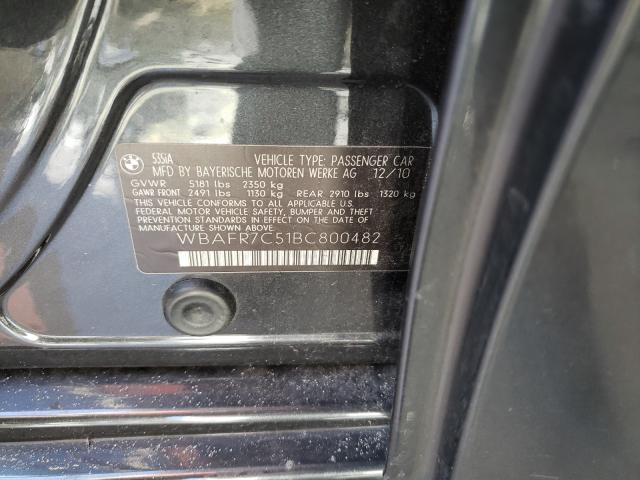 BMW
535iA VEHICLE TYPE: PASSENGER CAR
MFD BY BAYERISCHE MOTOREN WERKE AG 12/10
GVWR 5181 lbs 2350 kg
GAWR FRONT 2491 lbs 1130 kg REAR 2910 lbs 1320 kg
THIS VEHICLE CONFORMS TO ALL APPLICABLE U.S.
FEDERAL MOTOR VEHICLE SAFETY, BUMPER, AND THEFT
PREVENTION STANDARDS IN EFFECT ON THE DATE OF
MANUFACTURE SHOWN ABOVE.
WBAFR7C51BC800482